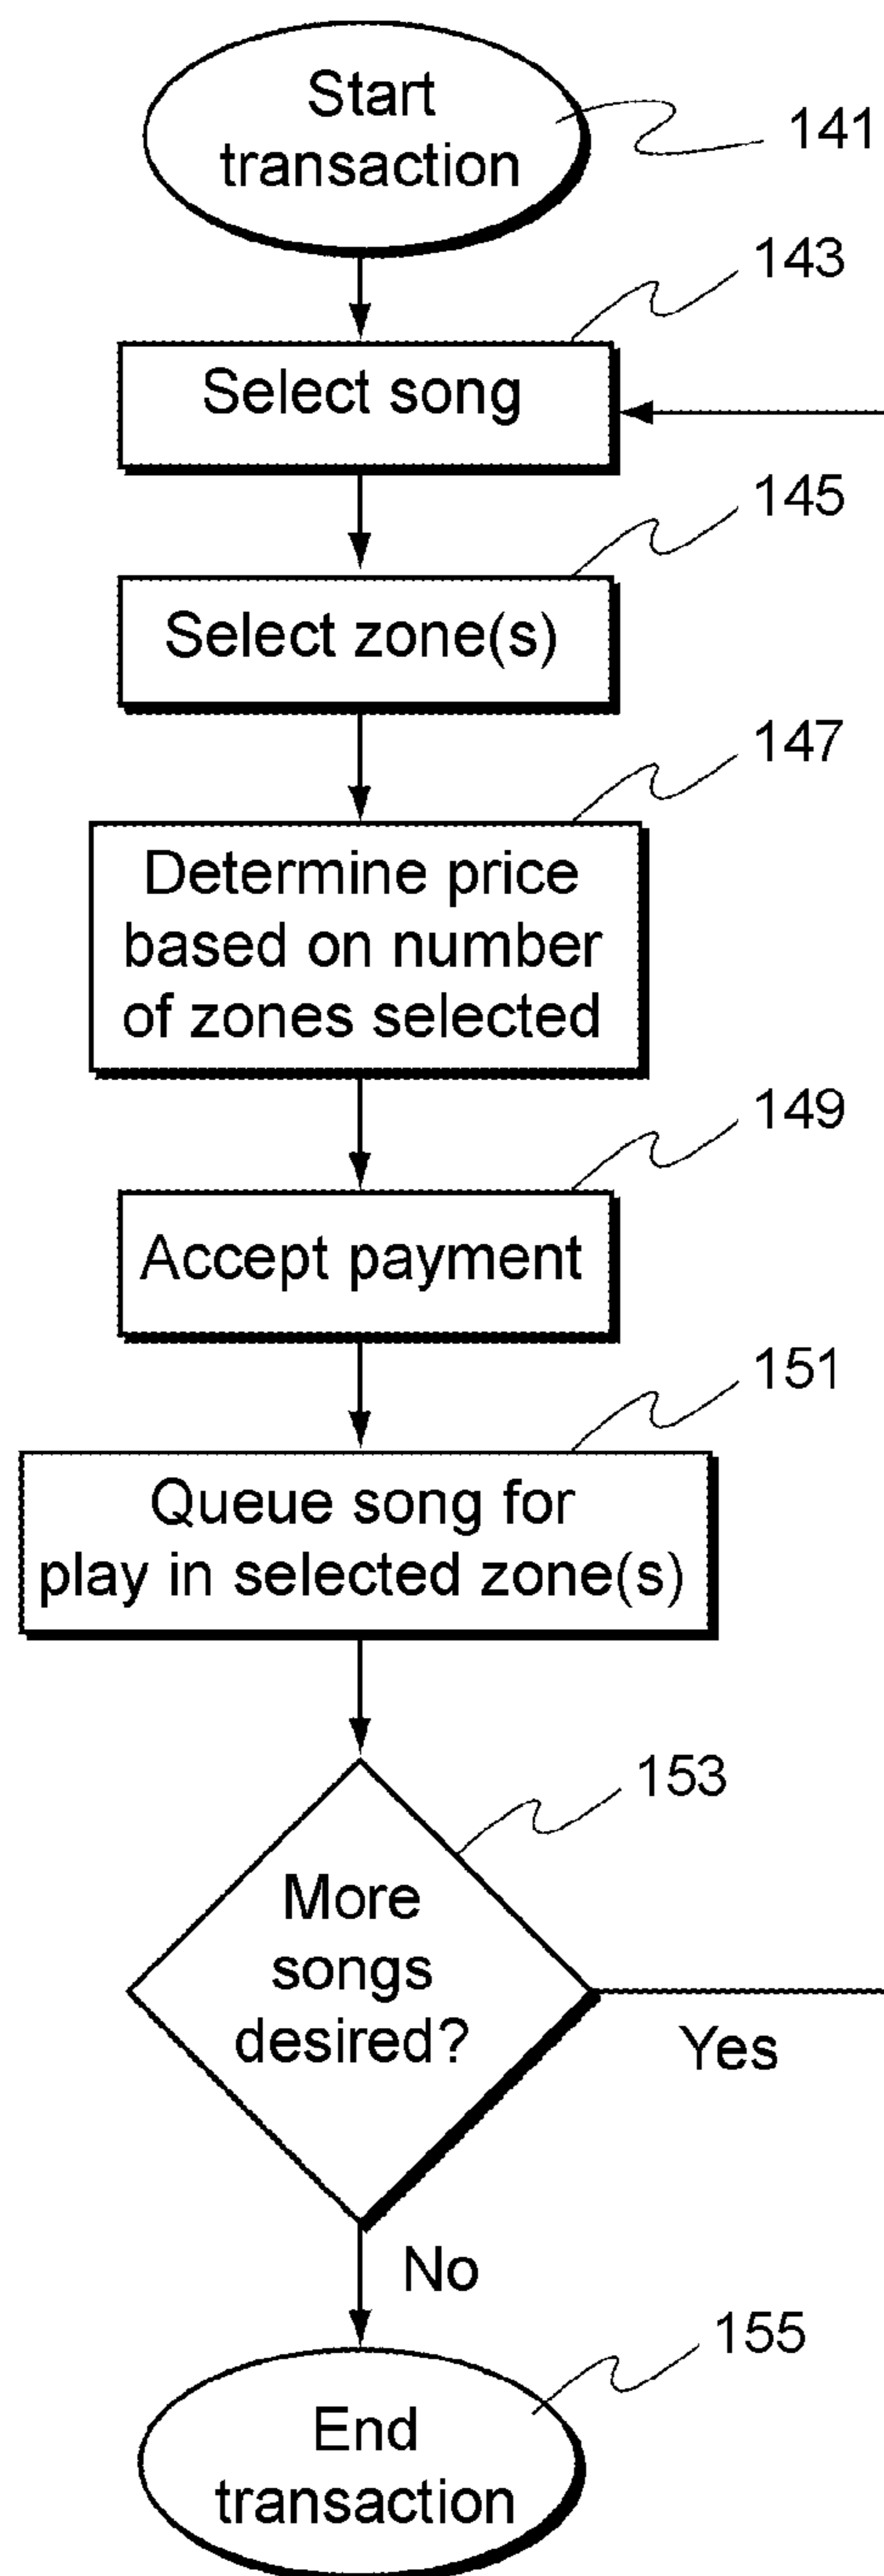 Start
transaction
141
143
Select song
145
Select zone(s)
147
Determine price
based on number
of zones selected
149
Accept payment
151
Queue song for
play in selected zone(s)
153
More
songs
desired?
Yes
No
155
End
transaction